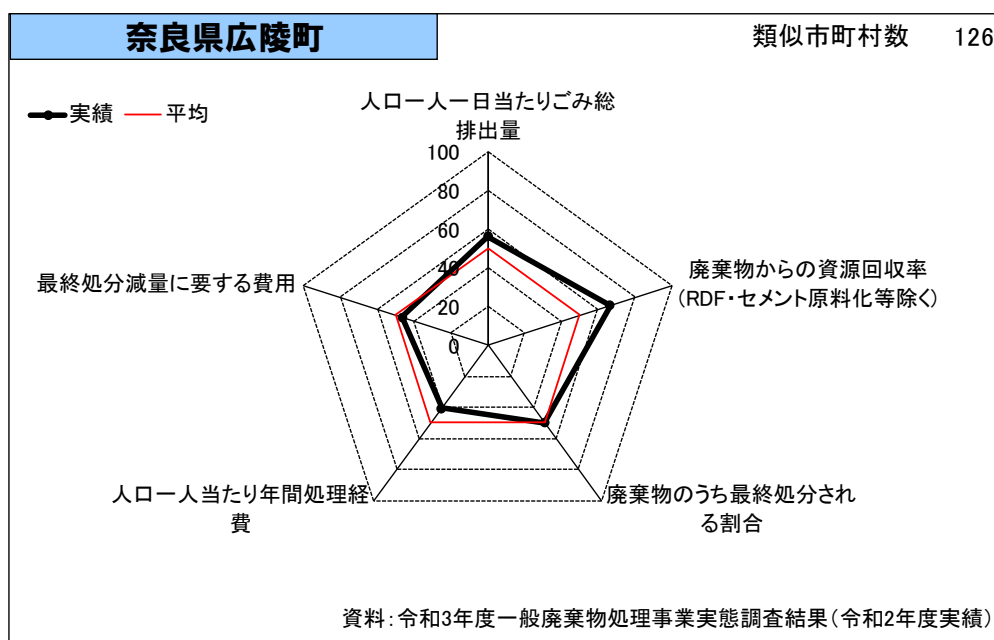 奈良県広陵町
類似市町村数 126
実績 平均
人口一人一日当たりごみ総
排出量
100
80
60
40
20
0
廃棄物からの資源回収率
(RDF・セメント原料化等除く)
最終処分減量に要する費用
人口一人当たり年間処理経
費
廃棄物のうち最終処分され
る割合
資料:令和3年度一般廃棄物処理事業実態調査結果(令和2年度実績)